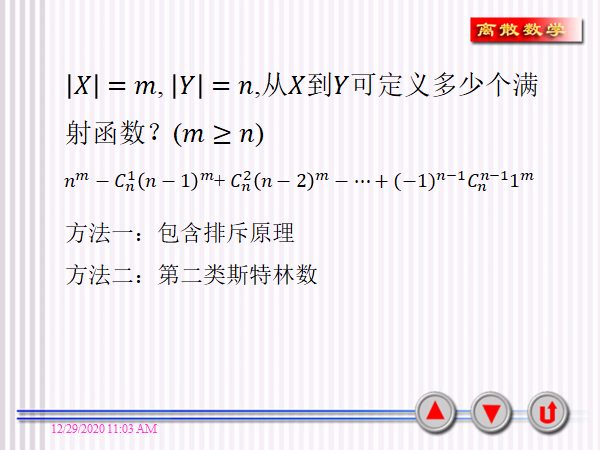 离散数学
|X| = m, |Y| = n,从X到Y可定义多少个满
射函数？(m ≥ n)
n^m − C_n^1(n − 1)^m + C_n^2(n − 2)^m − ⋯ + (−1)^{n−1}C_n^{n−1}1^m
方法一：包含排斥原理
方法二：第二类斯特林数
12/29/2020 11:03 AM